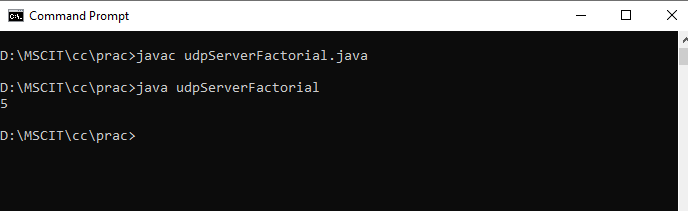 Command Prompt
D:\MSCIT\cc\prac>javac udpServerFactorial.java
D:\MSCIT\cc\prac>java udpServerFactorial
5
D:\MSCIT\cc\prac>